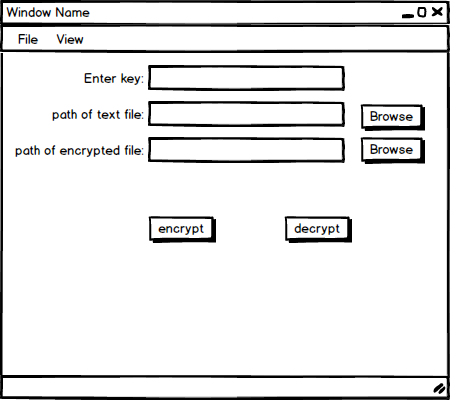 Window Name
File View
Enter key:
path of text file: Browse
path of encrypted file: Browse
encrypt decrypt